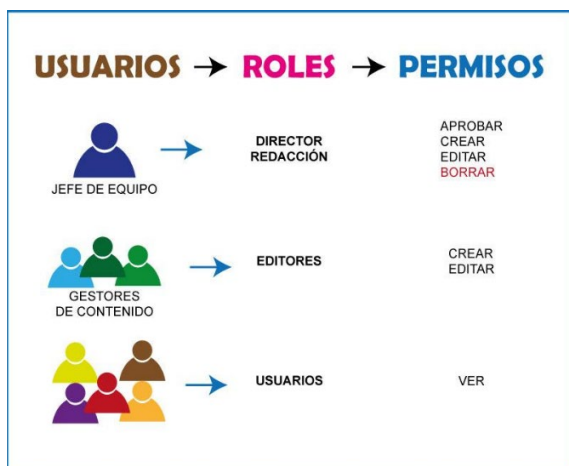 USUARIOS → ROLES → PERMISOS
JEFE DE EQUIPO
DIRECTOR
REDACCIÓN
APROBAR
CREAR
EDITAR
BORRAR
GESTORES
DE CONTENIDO
EDITORES
CREAR
EDITAR
USUARIOS
VER